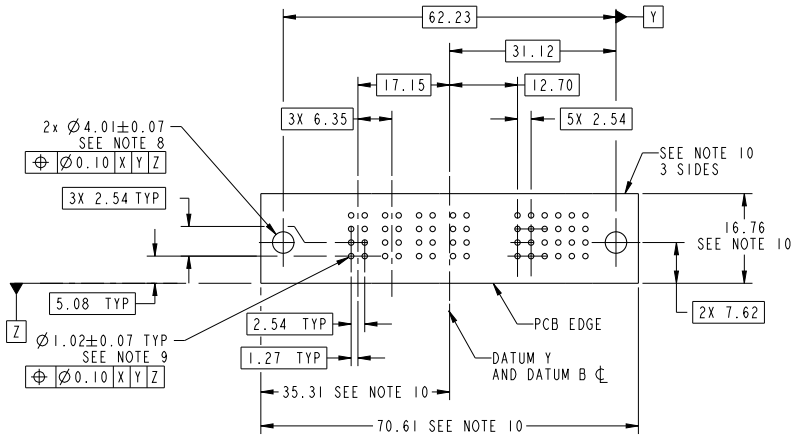 62.23
Y
31.12
17.15
12.70
3X 6.35
5X 2.54
2x Ø4.01±0.07
SEE NOTE 8
⌖ Ø0.10 X Y Z
SEE NOTE 10
3 SIDES
3X 2.54 TYP
16.76
SEE NOTE 10
5.08 TYP
2X 7.62
Z
2.54 TYP
PCB EDGE
Ø1.02±0.07 TYP
SEE NOTE 9
1.27 TYP
DATUM Y
AND DATUM B ℄
⌖ Ø0.10 X Y Z
35.31 SEE NOTE 10
70.61 SEE NOTE 10